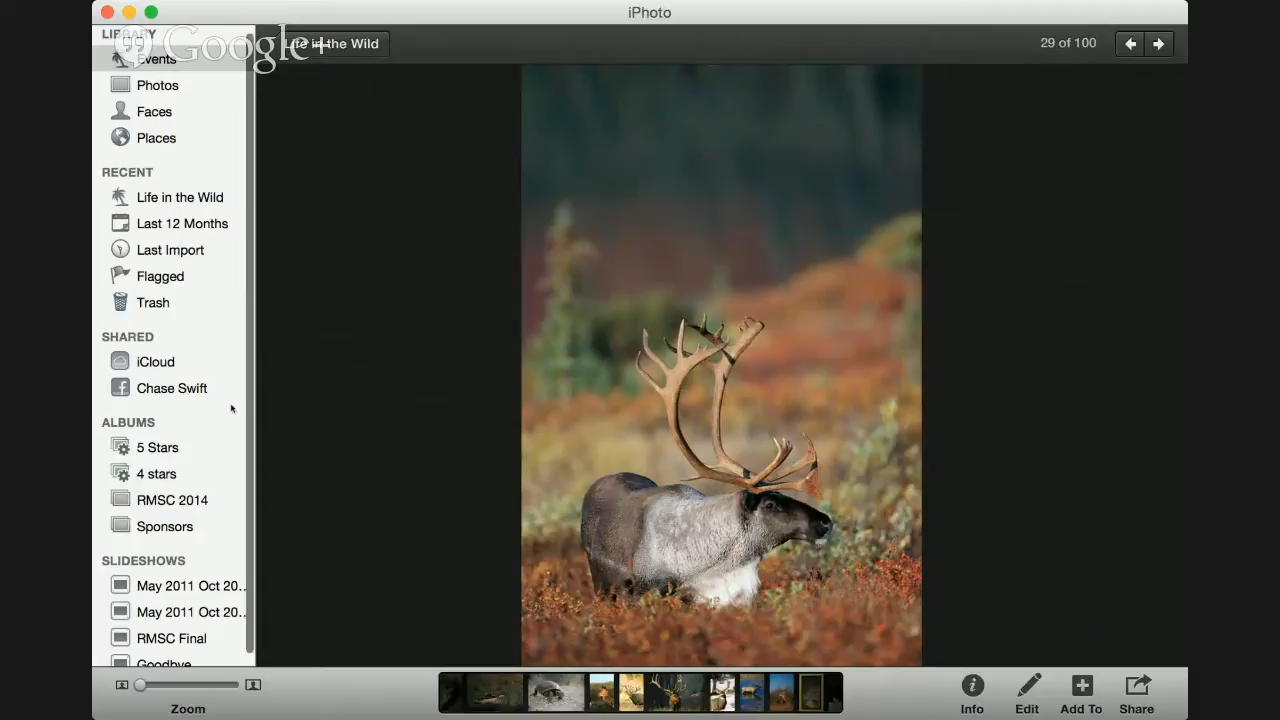 iPhoto
LIBRARY
Google+
Life in the Wild
29 of 100
Events
Photos
Faces
Places
RECENT
Life in the Wild
Last 12 Months
Last Import
Flagged
Trash
SHARED
iCloud
Chase Swift
ALBUMS
5 Stars
4 stars
RMSC 2014
Sponsors
SLIDESHOWS
May 2011 Oct 20...
May 2011 Oct 20...
RMSC Final
Goodbye
Zoom
Info
Edit
Add To
Share